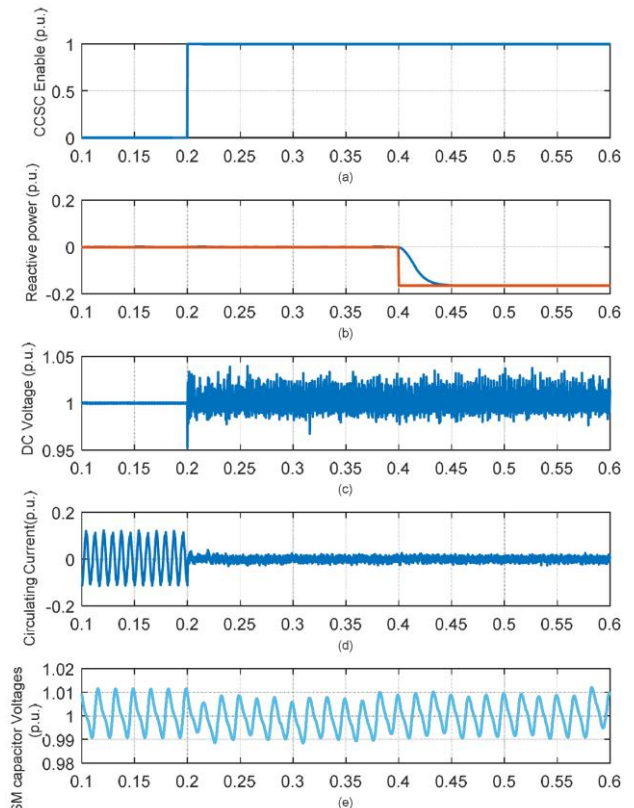 CCSC Enable (p.u.)
1
0.5
0
0.1 0.15 0.2 0.25 0.3 0.35 0.4 0.45 0.5 0.55 0.6
(a)
Reactive power (p.u.)
0.2
0
-0.2
0.1 0.15 0.2 0.25 0.3 0.35 0.4 0.45 0.5 0.55 0.6
(b)
DC Voltage (p.u.)
1.05
1
0.95
0.1 0.15 0.2 0.25 0.3 0.35 0.4 0.45 0.5 0.55 0.6
(c)
Circulating Current(p.u.)
0.2
0
-0.2
0.1 0.15 0.2 0.25 0.3 0.35 0.4 0.45 0.5 0.55 0.6
(d)
SM capacitor Voltages
(p.u.)
1.02
1.01
1
0.99
0.98
0.1 0.15 0.2 0.25 0.3 0.35 0.4 0.45 0.5 0.55 0.6
(e)